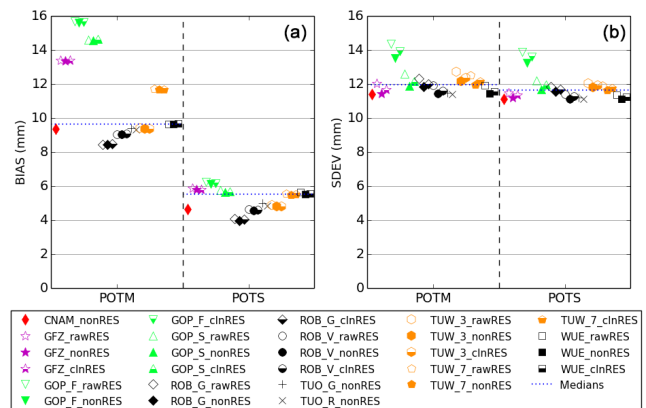 16
14
12
10
8
6
4
2
0
BIAS (mm)
(a)
POTM
POTS
16
14
12
10
8
6
4
2
0
SDEV (mm)
(b)
POTM
POTS
CNAM_nonRES
GFZ_rawRES
GFZ_nonRES
GFZ_clnRES
GOP_F_rawRES
GOP_F_nonRES
GOP_F_clnRES
GOP_S_rawRES
GOP_S_nonRES
GOP_S_clnRES
ROB_G_rawRES
ROB_G_nonRES
ROB_G_clnRES
ROB_V_rawRES
ROB_V_nonRES
ROB_V_clnRES
TUO_G_nonRES
TUO_R_nonRES
TUW_3_rawRES
TUW_3_nonRES
TUW_3_clnRES
TUW_7_rawRES
TUW_7_nonRES
TUW_7_clnRES
WUE_rawRES
WUE_nonRES
WUE_clnRES
Medians